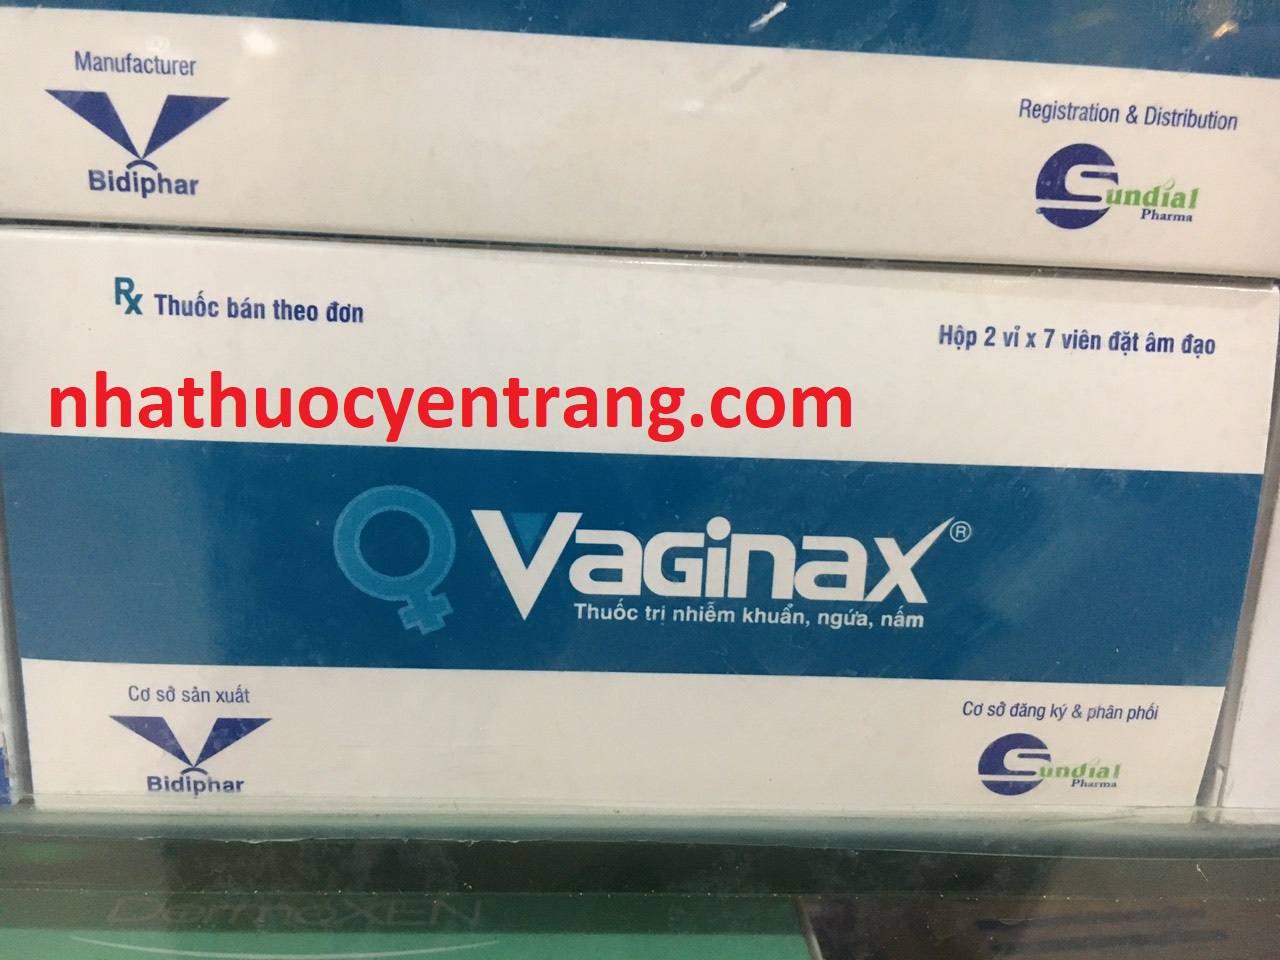 Manufacturer
Bidiphar
Registration & Distribution
Sundial
Pharma
Rx Thuốc bán theo đơn
Hộp 2 vỉ x 7 viên đặt âm đạo
nhathuocyentrang.com
Vaginax®
Thuốc trị nhiễm khuẩn, ngứa, nấm
Cơ sở sản xuất
Bidiphar
Cơ sở đăng ký & phân phối
Sundial
Pharma
DermoXEN